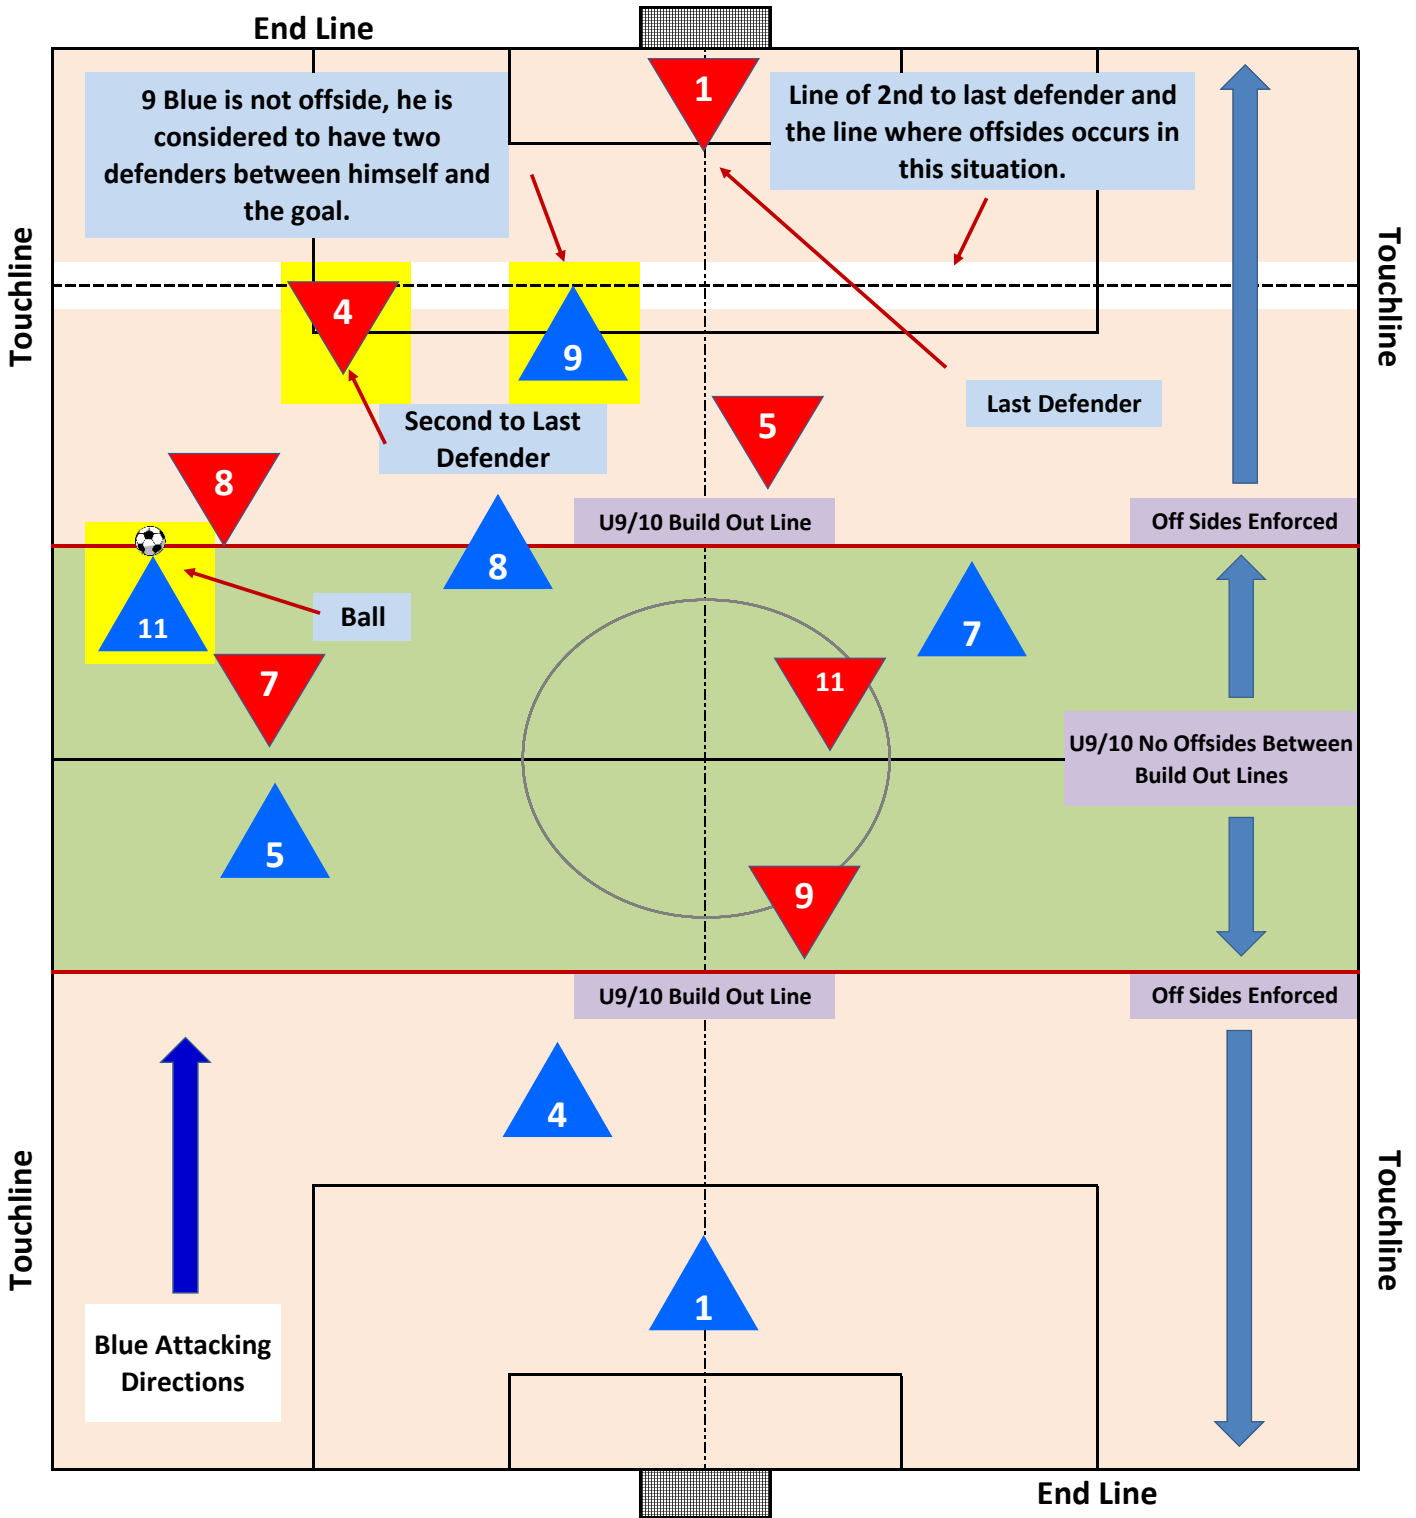 End Line
1
9 Blue is not offside, he is
considered to have two
defenders between himself and
the goal.
Line of 2nd to last defender and
the line where offsides occurs in
this situation.
Touchline
Touchline
4
9
Last Defender
Second to Last
Defender
5
8
U9/10 Build Out Line
Off Sides Enforced
8
Ball
11
7
7
11
U9/10 No Offsides Between
Build Out Lines
5
9
U9/10 Build Out Line
Off Sides Enforced
4
Touchline
Touchline
1
Blue Attacking
Directions
End Line